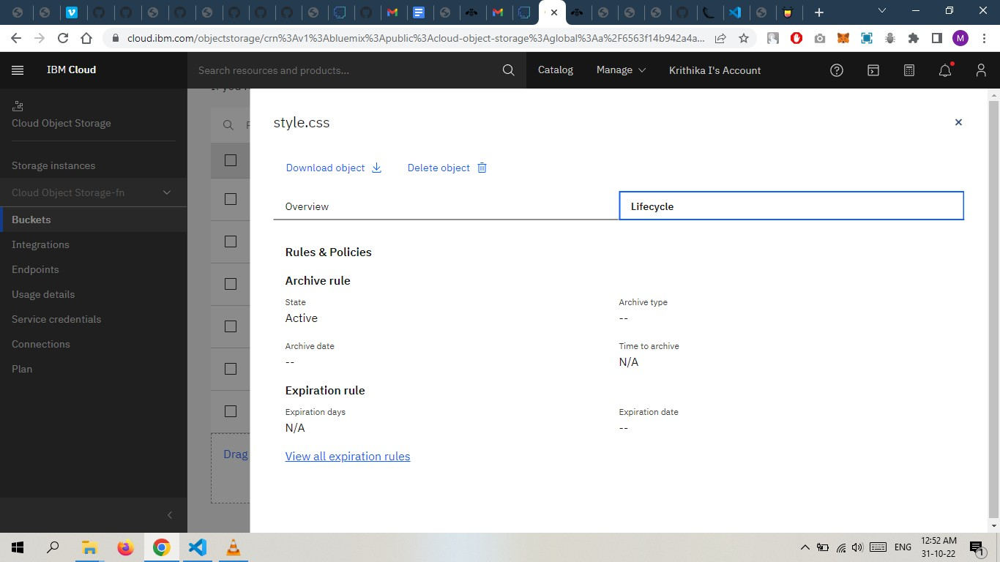 cloud.ibm.com/objectstorage/crn%3Av1%3Abluemix%3Apublic%3Acloud-object-storage%3Aglobal%3Aa%2F6563f14b942a4a...
M
IBM Cloud
Search resources and products...
Catalog
Manage
Krithika I's Account
Cloud Object Storage
Storage instances
Cloud Object Storage-fn
Buckets
Integrations
Endpoints
Usage details
Service credentials
Connections
Plan
Drag
style.css
Download object
Delete object
Overview
Lifecycle
Rules & Policies
Archive rule
State
Archive type
Active
--
Archive date
Time to archive
--
N/A
Expiration rule
Expiration days
Expiration date
N/A
--
View all expiration rules
ENG
12:52 AM
31-10-22
1